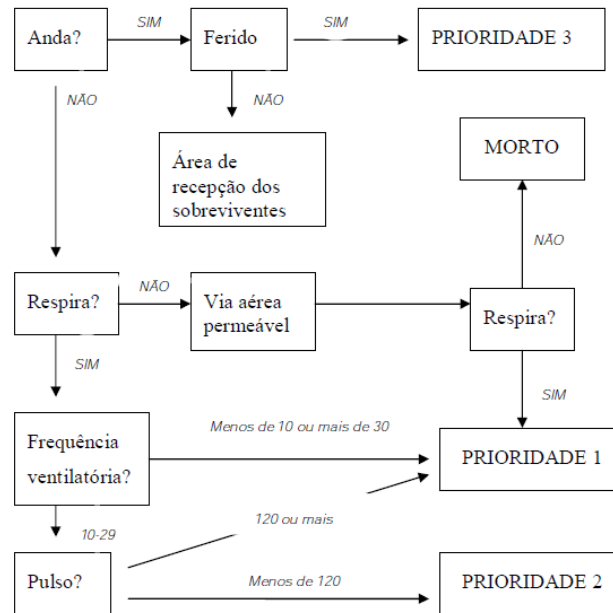 SIM
SIM
Anda?
Ferido
PRIORIDADE 3
NÃO
NÃO
Área de
recepção dos
sobreviventes
MORTO
NÃO
Respira?
NÃO
Via aérea
permeável
Respira?
SIM
SIM
Frequência
ventilatória?
Menos de 10 ou mais de 30
PRIORIDADE 1
10-29
120 ou mais
Pulso?
Menos de 120
PRIORIDADE 2